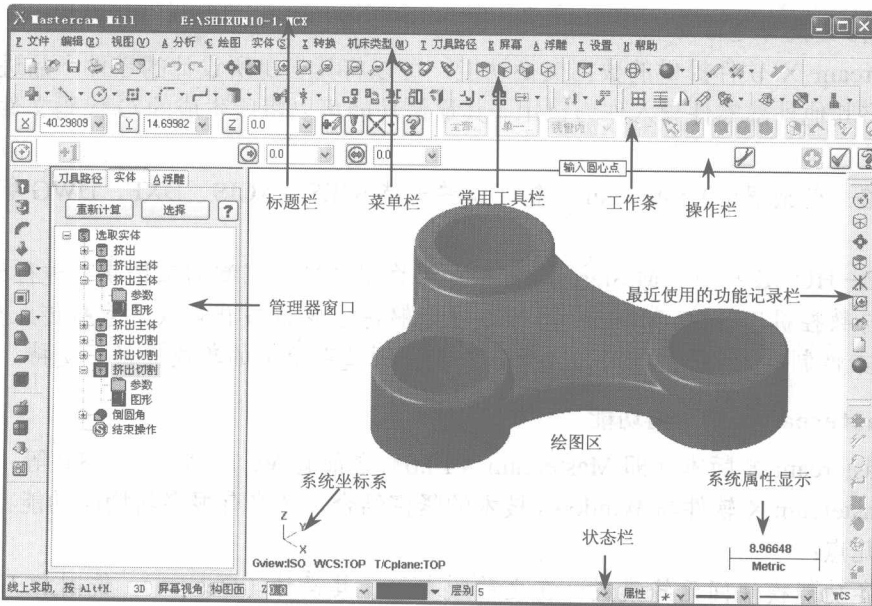 Mastercam Mill E:\SHIXUN10-1.MCX
F 文件 编辑(E) 视图(V) A 分析 C 绘图 实体(S) X 转换 机床类型(M) T 刀具路径 R 屏幕 A 浮雕 I 设置 H 帮助
X -40.29809 Y 14.69982 Z 0.0 全部 单一
+1 0.0 0.0 输入圆心点
刀具路径 实体 A 浮雕
标题栏 菜单栏 常用工具栏 工作条 操作栏
重新计算 选择 ?
选取实体
挤出
挤出主体
挤出主体
参数
图形
挤出主体
挤出切割
挤出切割
参数
图形
倒圆角
结束操作
管理器窗口
最近使用的功能记录栏
绘图区
系统坐标系
系统属性显示
状态栏
Z
Y
X
8.96648
Metric
Gview:ISO WCS:TOP T/Cplane:TOP
线上求助, 按 Alt+H. 3D 屏幕视角 构图面 Z 0.0 层别 5 属性 WCS